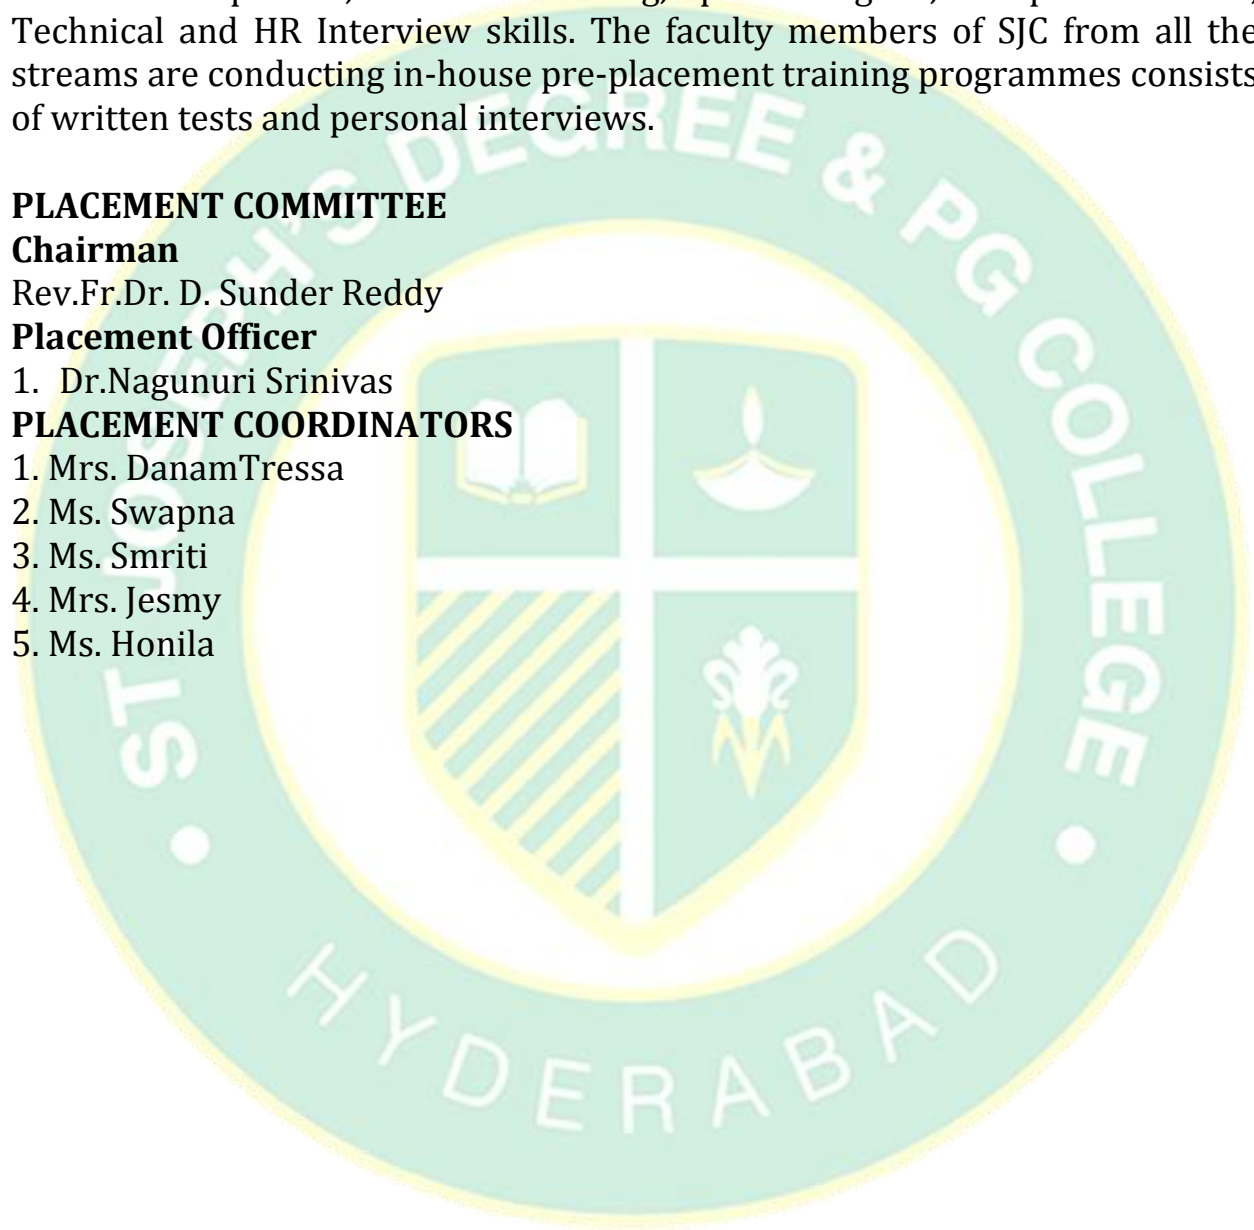 Technical and HR Interview skills. The faculty members of SJC from all the
streams are conducting in-house pre-placement training programmes consists
of written tests and personal interviews.
PLACEMENT COMMITTEE
Chairman
Rev.Fr.Dr. D. Sunder Reddy
Placement Officer
1. Dr.Nagunuri Srinivas
PLACEMENT COORDINATORS
1. Mrs. DanamTressa
2. Ms. Swapna
3. Ms. Smriti
4. Mrs. Jesmy
5. Ms. Honila
ST JOSEPH'S DEGREE & PG COLLEGE
HYDERABAD